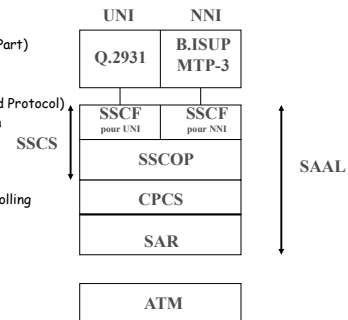 UNI NNI
Part)
Q.2931
B.ISUP
MTP-3
d Protocol)
SSCF
pour UNI
SSCF
pour NNI
SSCS
SSCOP
SAAL
olling
CPCS
SAR
ATM